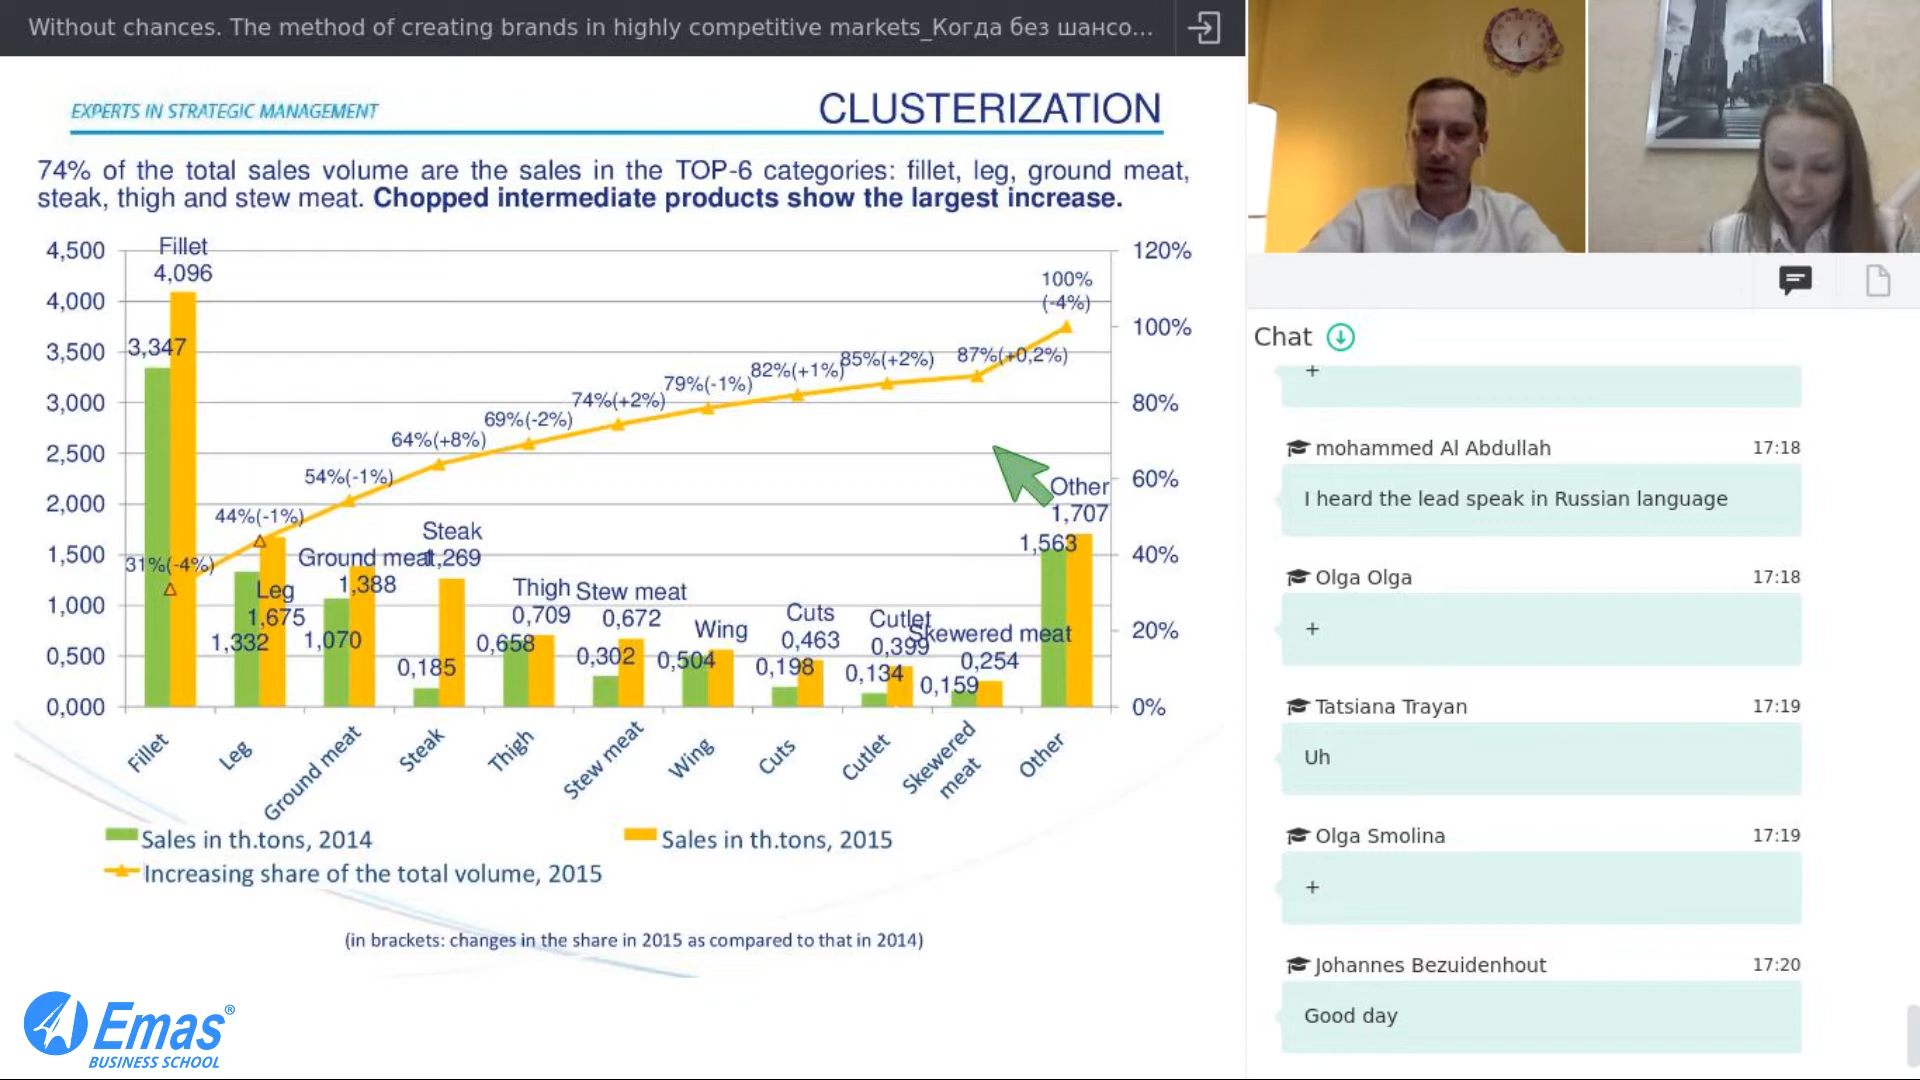 Without chances. The method of creating brands in highly competitive markets_Когда без шансо...
EXPERTS IN STRATEGIC MANAGEMENT
CLUSTERIZATION
74% of the total sales volume are the sales in the TOP-6 categories: fillet, leg, ground meat,
steak, thigh and stew meat. Chopped intermediate products show the largest increase.
4,500
4,000
3,500
3,000
2,500
2,000
1,500
1,000
0,500
0,000
120%
100%
80%
60%
40%
20%
0%
Fillet
4,096
3,347
31%(-4%)
44%(-1%)
54%(-1%)
64%(+8%)
69%(-2%)
74%(+2%)
79%(-1%)
82%(+1%)
85%(+2%)
87%(+0,2%)
100%
(-4%)
Leg
1,675
1,332
Ground meat
1,388
1,070
Steak
1,269
0,185
Thigh
0,709
0,658
Stew meat
0,672
0,302
Wing
0,504
Cuts
0,463
0,198
Cutlet
0,399
0,134
Skewered meat
0,254
0,159
Other
1,707
1,563
Fillet
Leg
Ground meat
Steak
Thigh
Stew meat
Wing
Cuts
Cutlet
Skewered
meat
Other
Sales in th.tons, 2014
Sales in th.tons, 2015
Increasing share of the total volume, 2015
(in brackets: changes in the share in 2015 as compared to that in 2014)
Emas®
BUSINESS SCHOOL
Chat
+
mohammed Al Abdullah 17:18
I heard the lead speak in Russian language
Olga Olga 17:18
+
Tatsiana Trayan 17:19
Uh
Olga Smolina 17:19
+
Johannes Bezuidenhout 17:20
Good day